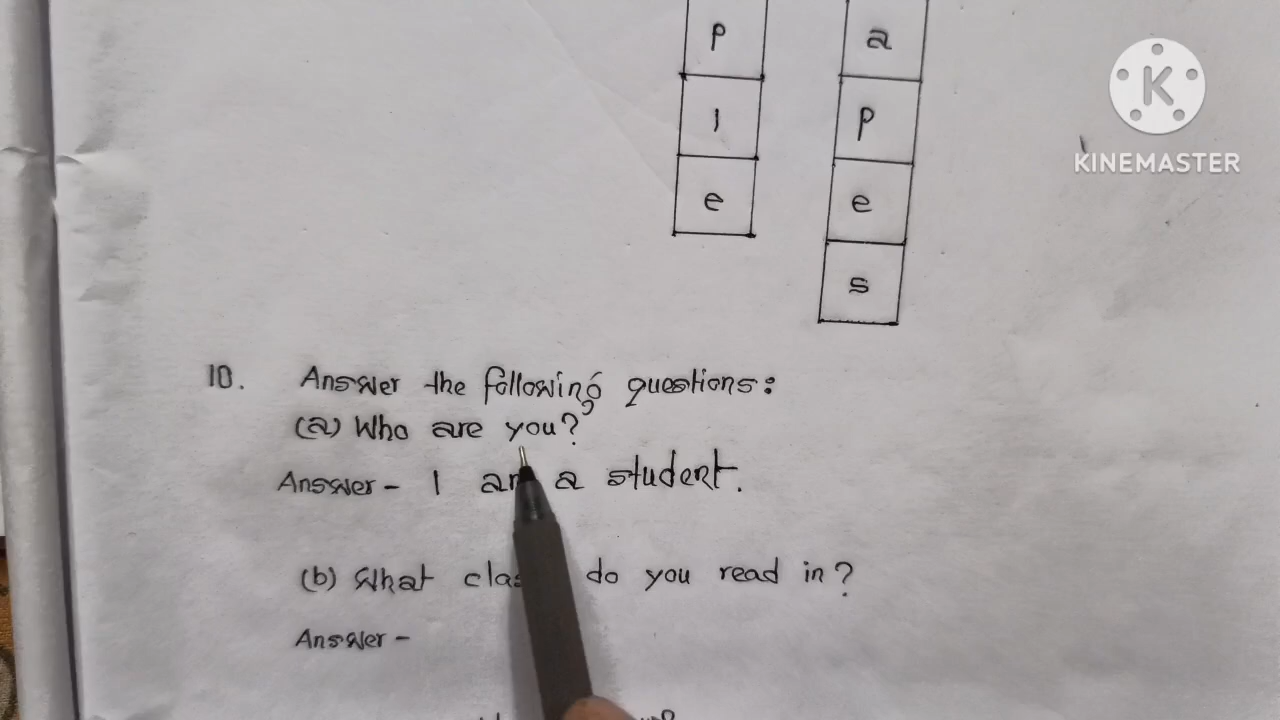 p
l
e
a
p
e
s
K
KINEMASTER
10. Answer the following questions:
(a) Who are you?
Answer - I am a student.
(b) What class do you read in?
Answer -